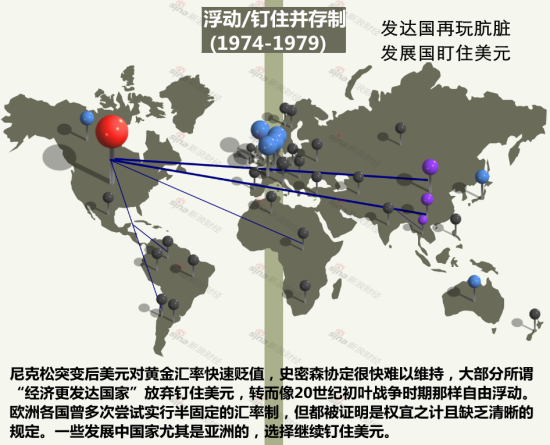 浮动/钉住并存制
(1974-1979)
发达国再玩肮脏
发展国盯住美元
尼克松突变后美元对黄金汇率快速贬值，史密森协定很快难以维持，大部分所谓
“经济更发达国家”放弃钉住美元，转而像20世纪初叶战争时期那样自由浮动。
欧洲各国曾多次尝试实行半固定的汇率制，但都被证明是权宜之计且缺乏清晰的
规定。一些发展中国家尤其是亚洲的，选择继续钉住美元。